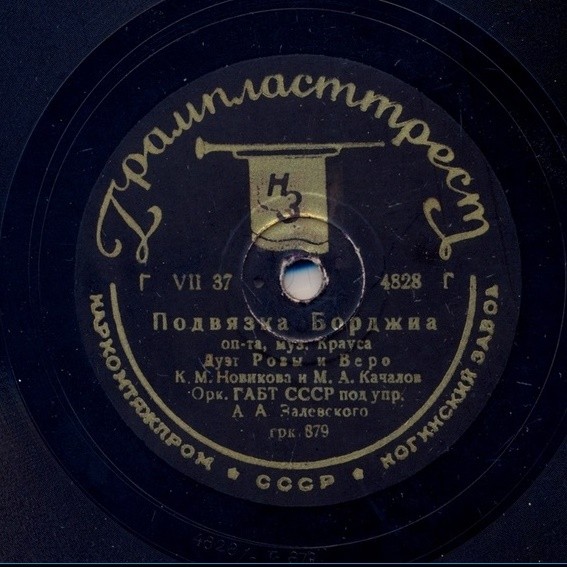 Грампласттрест
НЗ
Г VII 37 4828 Г
Подвязка Борджиа
оп-та, муз. Крауса
Дуэт Розы и Веро
К. М. Новикова и М. А. Качалов
Орк. ГАБТ СССР под упр.
А. А. Залевского
грк. 879
НАРКОМТЯЖПРОМ ★ СССР ★ НОГИНСКИЙ ЗАВОД